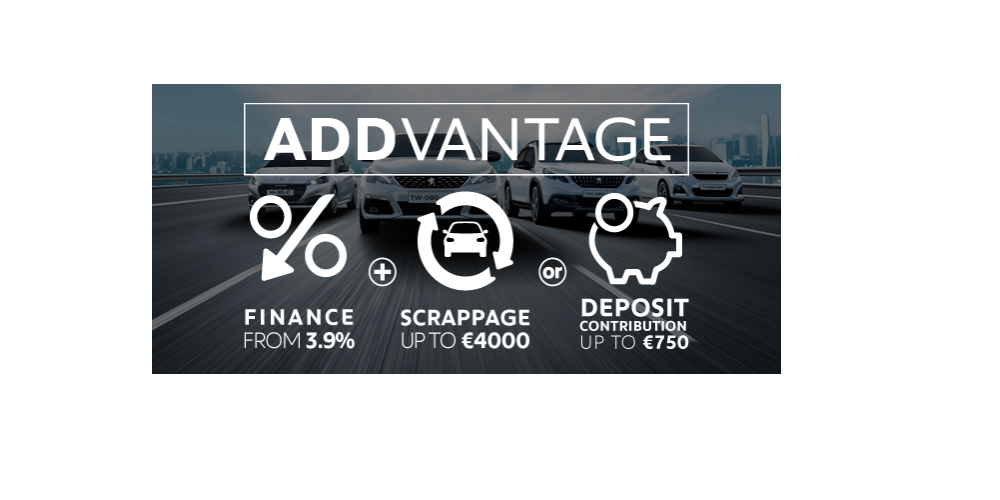 ADDVANTAGE
FINANCE
FROM 3.9%
+
SCRAPPAGE
UP TO €4000
or
DEPOSIT
CONTRIBUTION
UP TO €750